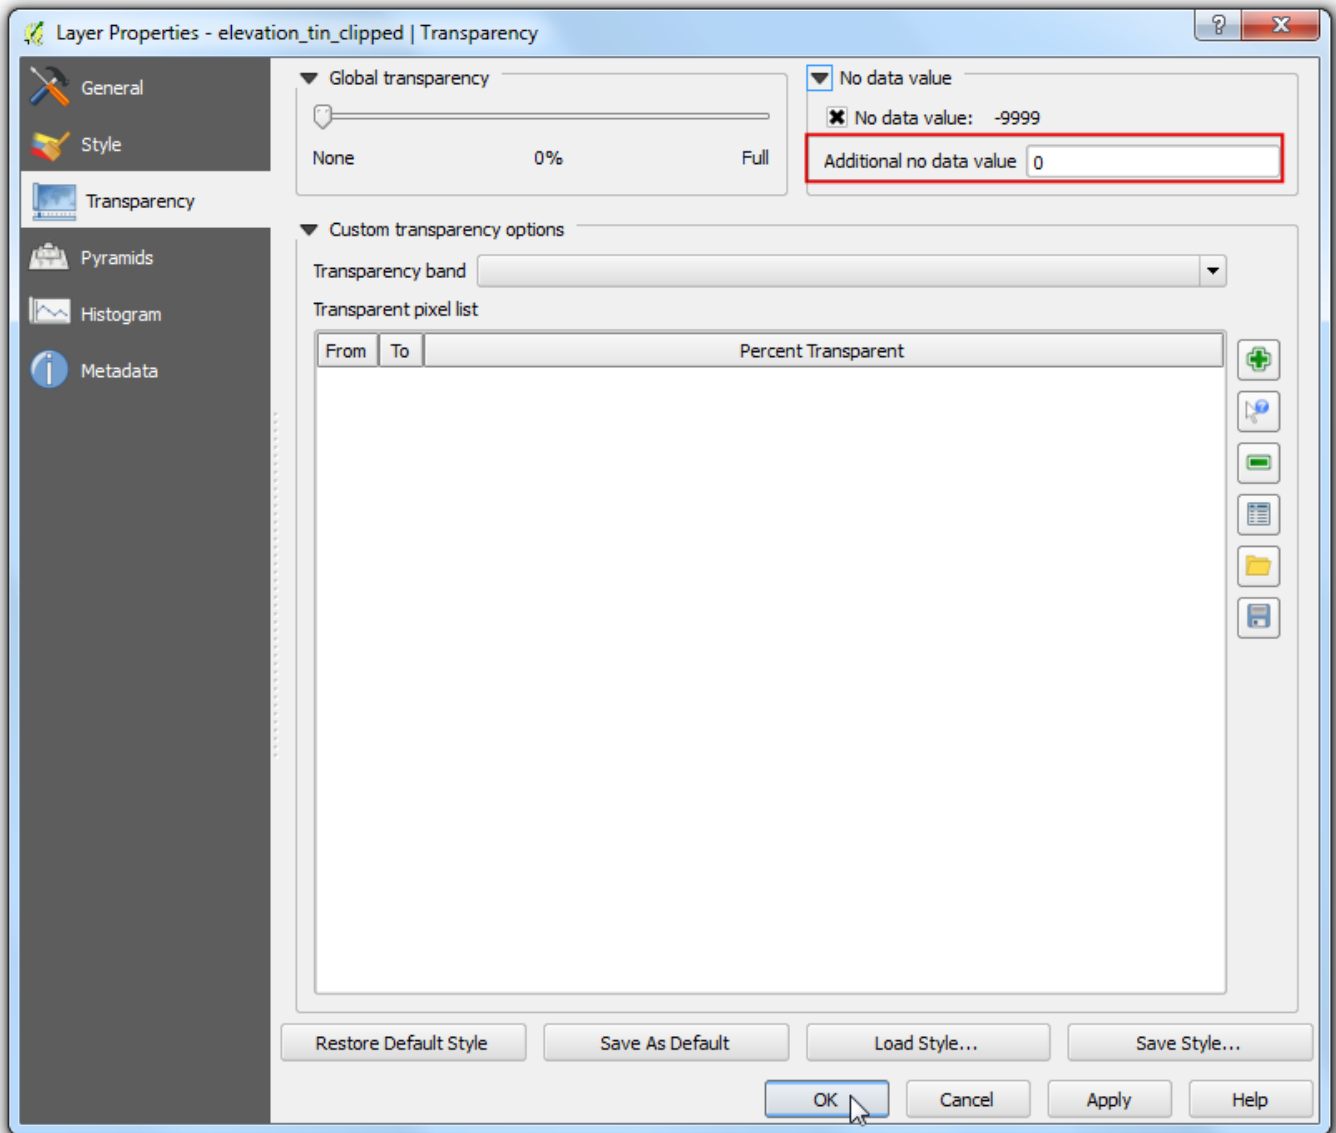 Layer Properties - elevation_tin_clipped | Transparency
?
General
Style
Transparency
Pyramids
Histogram
Metadata
Global transparency
None 0% Full
No data value
No data value: -9999
Additional no data value 0
Custom transparency options
Transparency band
Transparent pixel list
From To Percent Transparent
Restore Default Style Save As Default Load Style... Save Style...
OK Cancel Apply Help